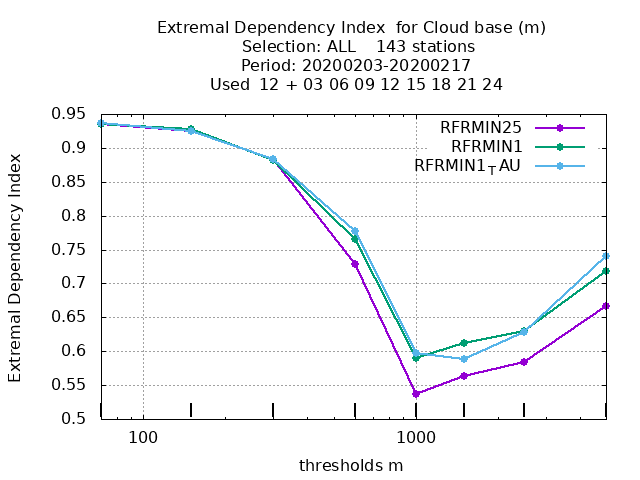 Extremal Dependency Index  for Cloud base (m)
Selection: ALL    143 stations
Period: 20200203-20200217
Used  12 + 03 06 09 12 15 18 21 24
RFRMIN25
RFRMIN1
RFRMIN1TAU
Extremal Dependency Index
0.95
0.9
0.85
0.8
0.75
0.7
0.65
0.6
0.55
0.5
100
1000
thresholds m